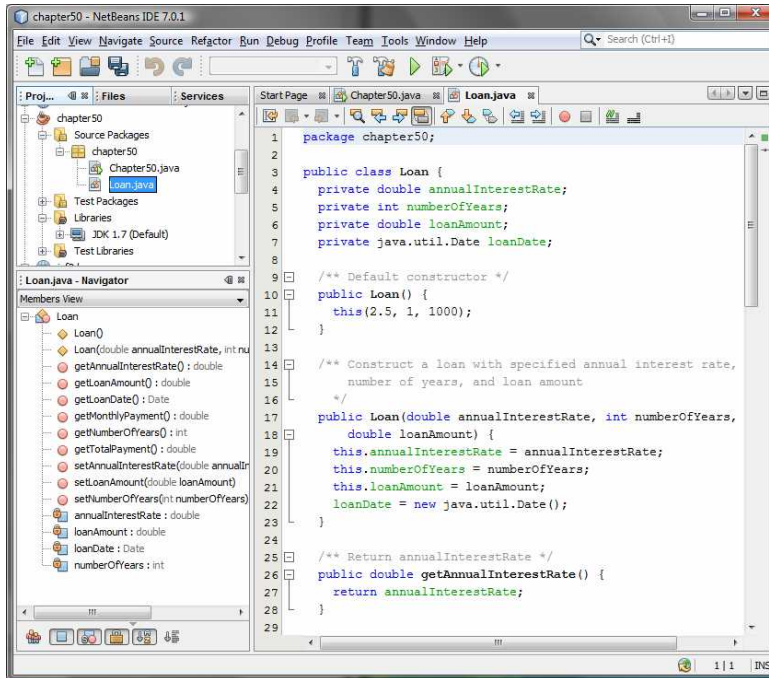 chapter50 - NetBeans IDE 7.0.1
File Edit View Navigate Source Refactor Run Debug Profile Team Tools Window Help
Search (Ctrl+I)
Proj... Files Services
chapter50
Source Packages
chapter50
Chapter50.java
Loan.java
Test Packages
Libraries
JDK 1.7 (Default)
Test Libraries
Loan.java - Navigator
Members View
Loan
Loan()
Loan(double annualInterestRate, int nu
getAnnualInterestRate() : double
getLoanAmount() : double
getLoanDate() : Date
getMonthlyPayment() : double
getNumberOfYears() : int
getTotalPayment() : double
setAnnualInterestRate(double annualIn
setLoanAmount(double loanAmount)
setNumberOfYears(int numberOfYears)
annualInterestRate : double
loanAmount : double
loanDate : Date
numberOfYears : int
Start Page Chapter50.java Loan.java
1 package chapter50;
2
3 public class Loan {
4 private double annualInterestRate;
5 private int numberOfYears;
6 private double loanAmount;
7 private java.util.Date loanDate;
8
9 /** Default constructor */
10 public Loan() {
11 this(2.5, 1, 1000);
12 }
13
14 /** Construct a loan with specified annual interest rate,
15 number of years, and loan amount
16 */
17 public Loan(double annualInterestRate, int numberOfYears,
18 double loanAmount) {
19 this.annualInterestRate = annualInterestRate;
20 this.numberOfYears = numberOfYears;
21 this.loanAmount = loanAmount;
22 loanDate = new java.util.Date();
23 }
24
25 /** Return annualInterestRate */
26 public double getAnnualInterestRate() {
27 return annualInterestRate;
28 }
29
1 | 1 INS